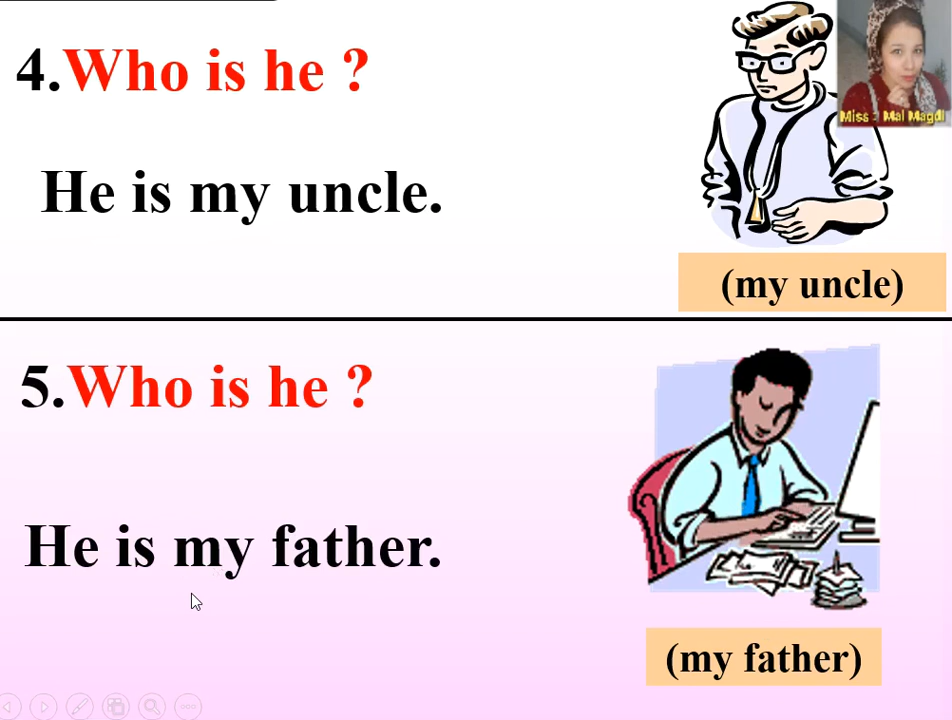 4.Who is he ?
Miss : Mai Magdi
He is my uncle.
(my uncle)
5.Who is he ?
He is my father.
(my father)